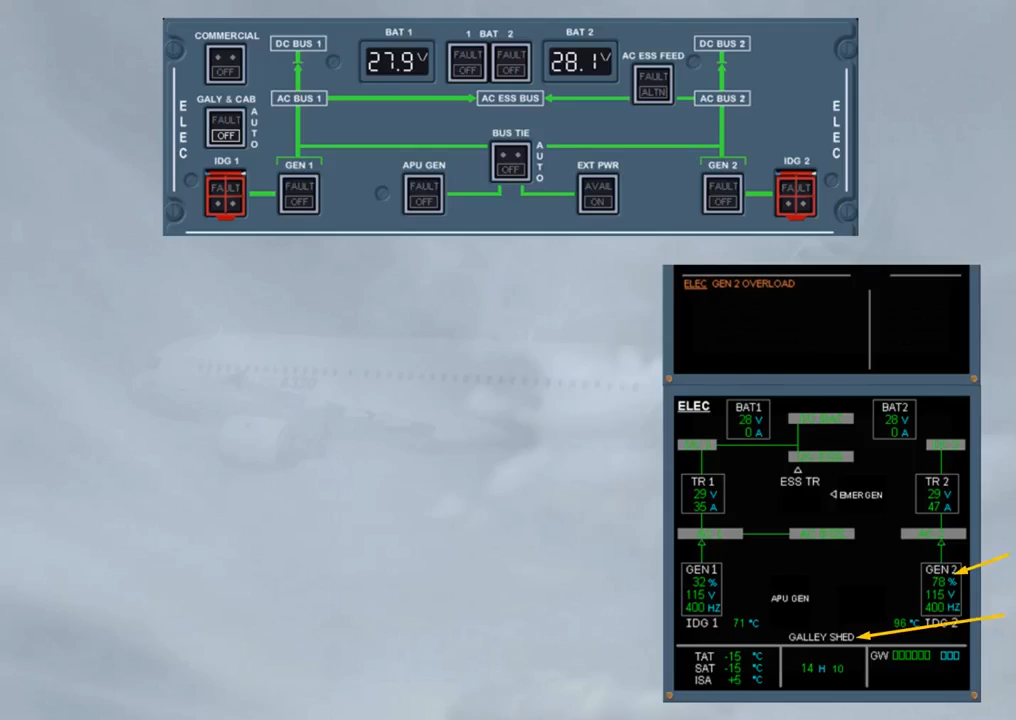 COMMERCIAL
OFF
DC BUS 1
BAT 1
27.9 V
1 BAT 2
FAULT
OFF
FAULT
OFF
BAT 2
28.1 V
AC ESS FEED
FAULT
ALTN
DC BUS 2
GALY & CAB
FAULT
OFF
AUTO
AC BUS 1
AC ESS BUS
AC BUS 2
ELEC
ELEC
BUS TIE
OFF
AUTO
IDG 1
FAULT
GEN 1
FAULT
OFF
APU GEN
FAULT
OFF
EXT PWR
AVAIL
ON
GEN 2
FAULT
OFF
IDG 2
FAULT
ELEC GEN 2 OVERLOAD
ELEC
BAT1
28 V
0 A
BAT2
28 V
0 A
TR 1
29 V
35 A
ESS TR
EMER GEN
TR 2
29 V
47 A
GEN 1
32 %
115 V
400 HZ
APU GEN
GEN 2
78 %
115 V
400 HZ
IDG 1 71 °C
96 °C IDG 2
GALLEY SHED
TAT -15 °C
SAT -15 °C
ISA +5 °C
14 H 10
GW